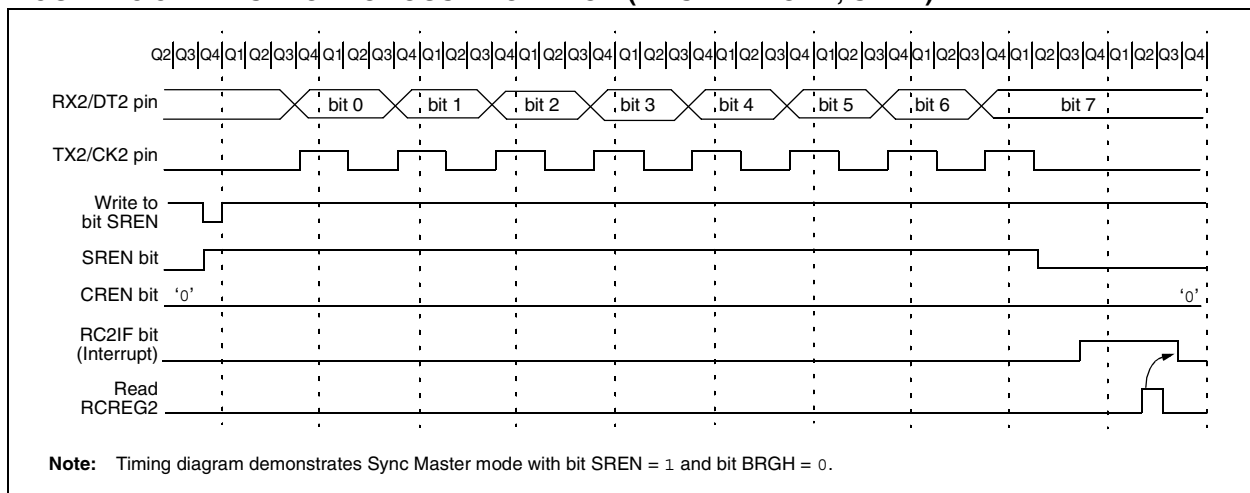 Q2|Q3|Q4|Q1|Q2|Q3|Q4|Q1|Q2|Q3|Q4|Q1|Q2|Q3|Q4|Q1|Q2|Q3|Q4|Q1|Q2|Q3|Q4|Q1|Q2|Q3|Q4|Q1|Q2|Q3|Q4|Q1|Q2|Q3|Q4|Q1|Q2|Q3|Q4|Q1|Q2|Q3|Q4|
RX2/DT2 pin bit 0 bit 1 bit 2 bit 3 bit 4 bit 5 bit 6 bit 7
TX2/CK2 pin
Write to
bit SREN
SREN bit
CREN bit ‘0’ ‘0’
RC2IF bit
(Interrupt)
Read
RCREG2
Note: Timing diagram demonstrates Sync Master mode with bit SREN = 1 and bit BRGH = 0.